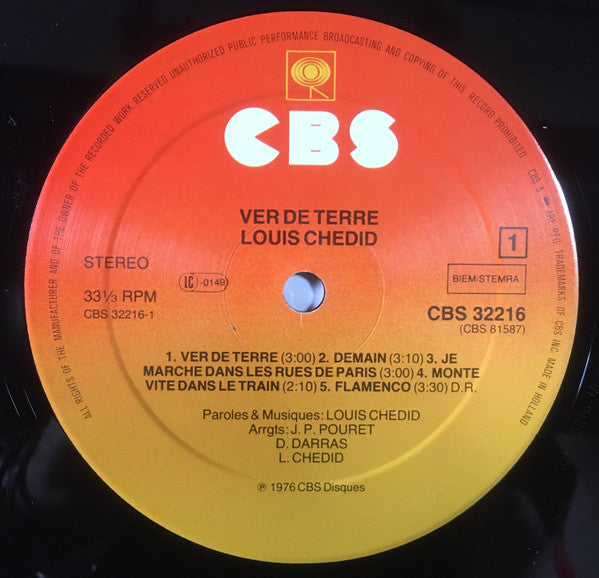 ALL RIGHTS OF THE MANUFACTURER AND OF THE OWNER OF THE RECORDED WORK RESERVED UNAUTHORIZED PUBLIC PERFORMANCE BROADCASTING AND COPYING OF THIS RECORD PROHIBITED
CBS & ARE REG. TRADEMARKS OF CBS INC. MADE IN HOLLAND
CBS
VER DE TERRE
LOUIS CHEDID
1
STEREO
LC -0149
BIEM/STEMRA
33⅓ RPM
CBS 32216-1
CBS 32216
(CBS 81587)
1. VER DE TERRE (3:00) 2. DEMAIN (3:10) 3. JE
MARCHE DANS LES RUES DE PARIS (3:00) 4. MONTE
VITE DANS LE TRAIN (2:10) 5. FLAMENCO (3:30) D.R.
Paroles & Musiques: LOUIS CHEDID
Arrgts: J. P. POURET
D. DARRAS
L. CHEDID
℗ 1976 CBS Disques